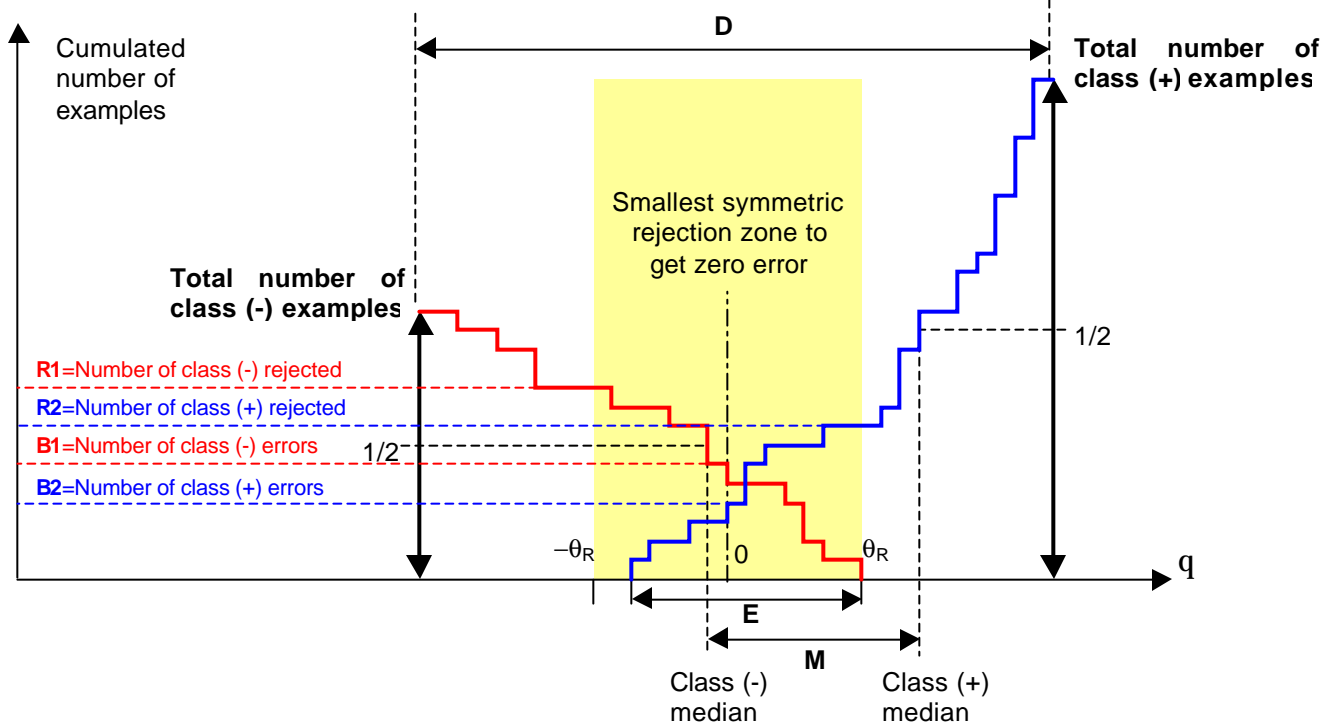 D
Cumulated
number of
examples
Total number of
class (+) examples
Smallest symmetric
rejection zone to
get zero error
Total number of
class (-) examples
1/2
R1=Number of class (-) rejected
R2=Number of class (+) rejected
B1=Number of class (-) errors
1/2
B2=Number of class (+) errors
−θR
0
θR
q
E
M
Class (-)
median
Class (+)
median